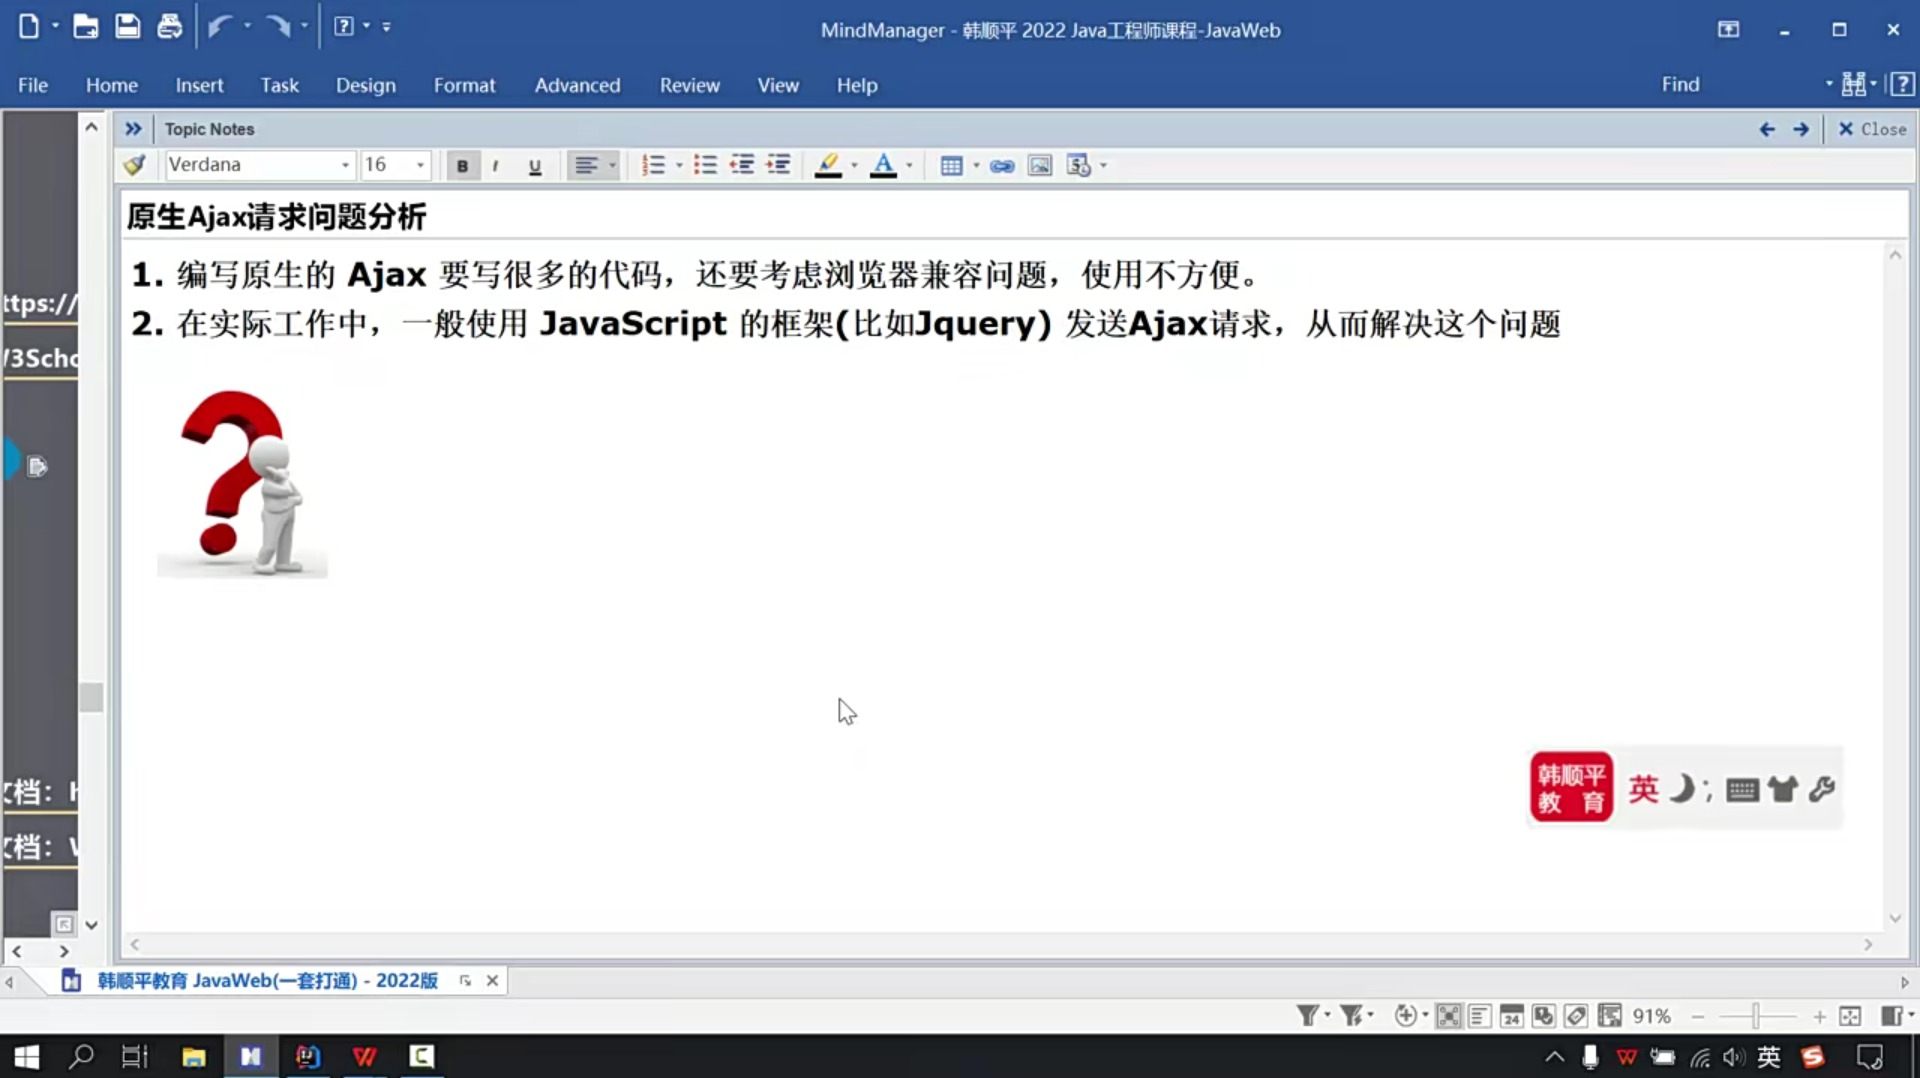 MindManager - 韩顺平 2022 Java工程师课程-JavaWeb
File Home Insert Task Design Format Advanced Review View Help Find
Topic Notes Close
Verdana 16 B I U A
原生Ajax请求问题分析
1. 编写原生的 Ajax 要写很多的代码，还要考虑浏览器兼容问题，使用不方便。
2. 在实际工作中，一般使用 JavaScript 的框架(比如Jquery) 发送Ajax请求，从而解决这个问题
ttps://
/3Scho
文档：h
文档：W
韩顺平
教 育
英
韩顺平教育 JavaWeb(一套打通) - 2022版
24
91%
英